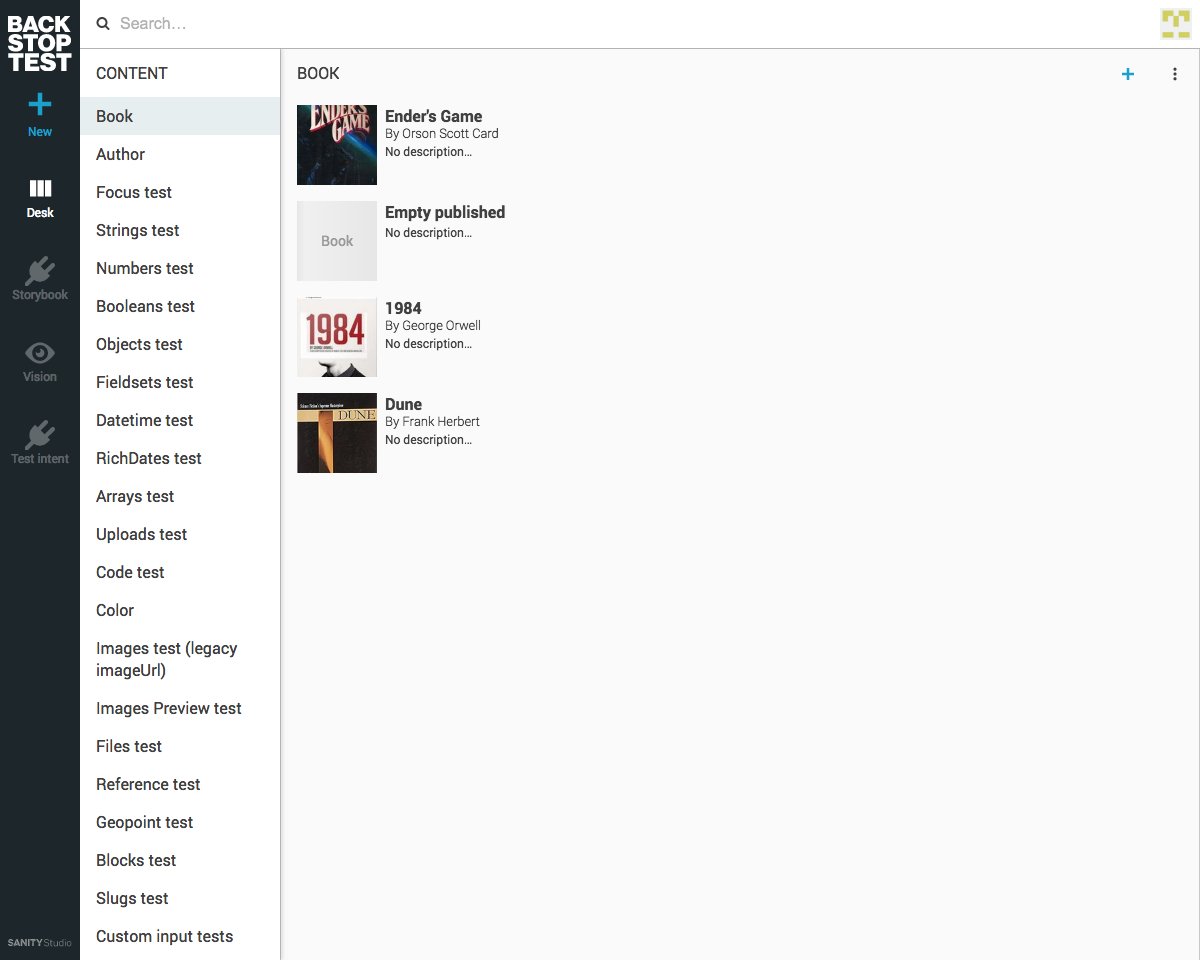 BACK
STOP
TEST
Search…
New
Desk
Storybook
Vision
Test intent
SANITY Studio
CONTENT
Book
Author
Focus test
Strings test
Numbers test
Booleans test
Objects test
Fieldsets test
Datetime test
RichDates test
Arrays test
Uploads test
Code test
Color
Images test (legacy
imageUrl)
Images Preview test
Files test
Reference test
Geopoint test
Blocks test
Slugs test
Custom input tests
BOOK
ENDER'S
GAME
Ender's Game
By Orson Scott Card
No description…
Book
Empty published
No description…
1984
1984
By George Orwell
No description…
DUNE
Dune
By Frank Herbert
No description…